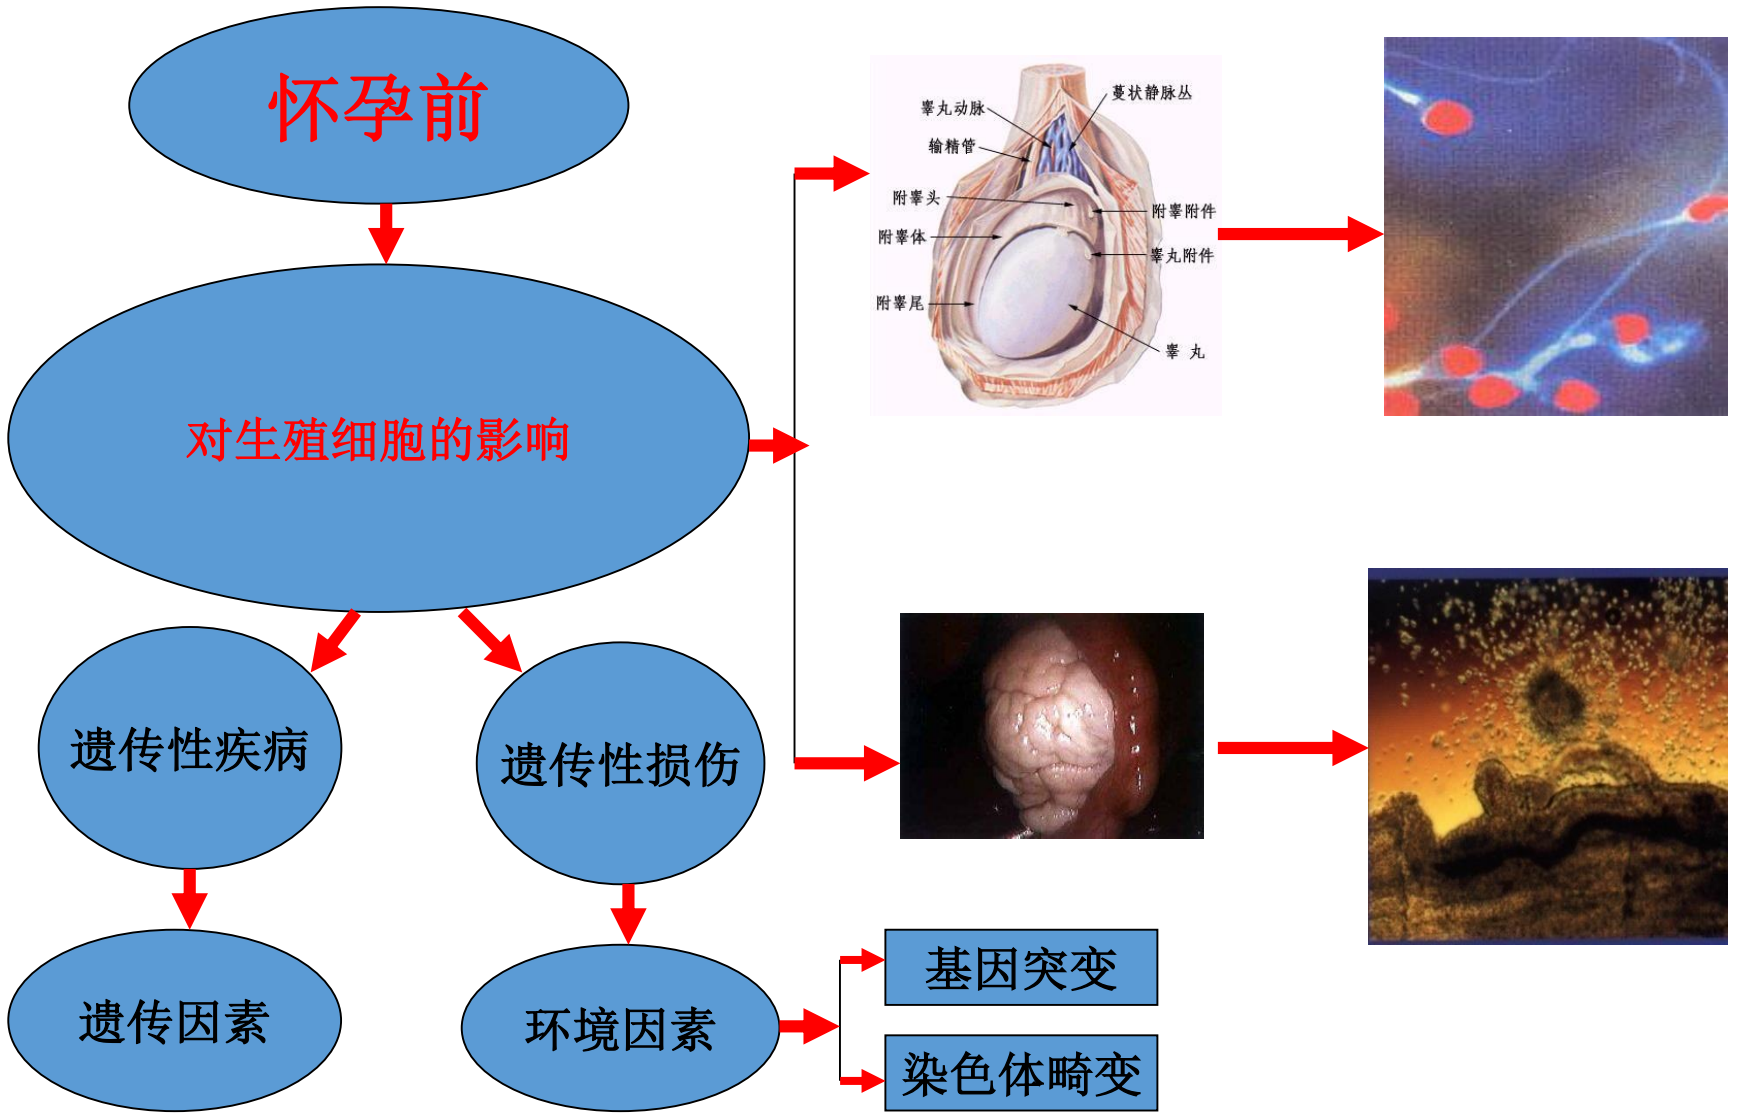 怀孕前
对生殖细胞的影响
遗传性疾病
遗传性损伤
遗传因素
环境因素
基因突变
染色体畸变
睾丸动脉
蔓状静脉丛
输精管
附睾头
附睾附件
附睾体
睾丸附件
附睾尾
睾 丸